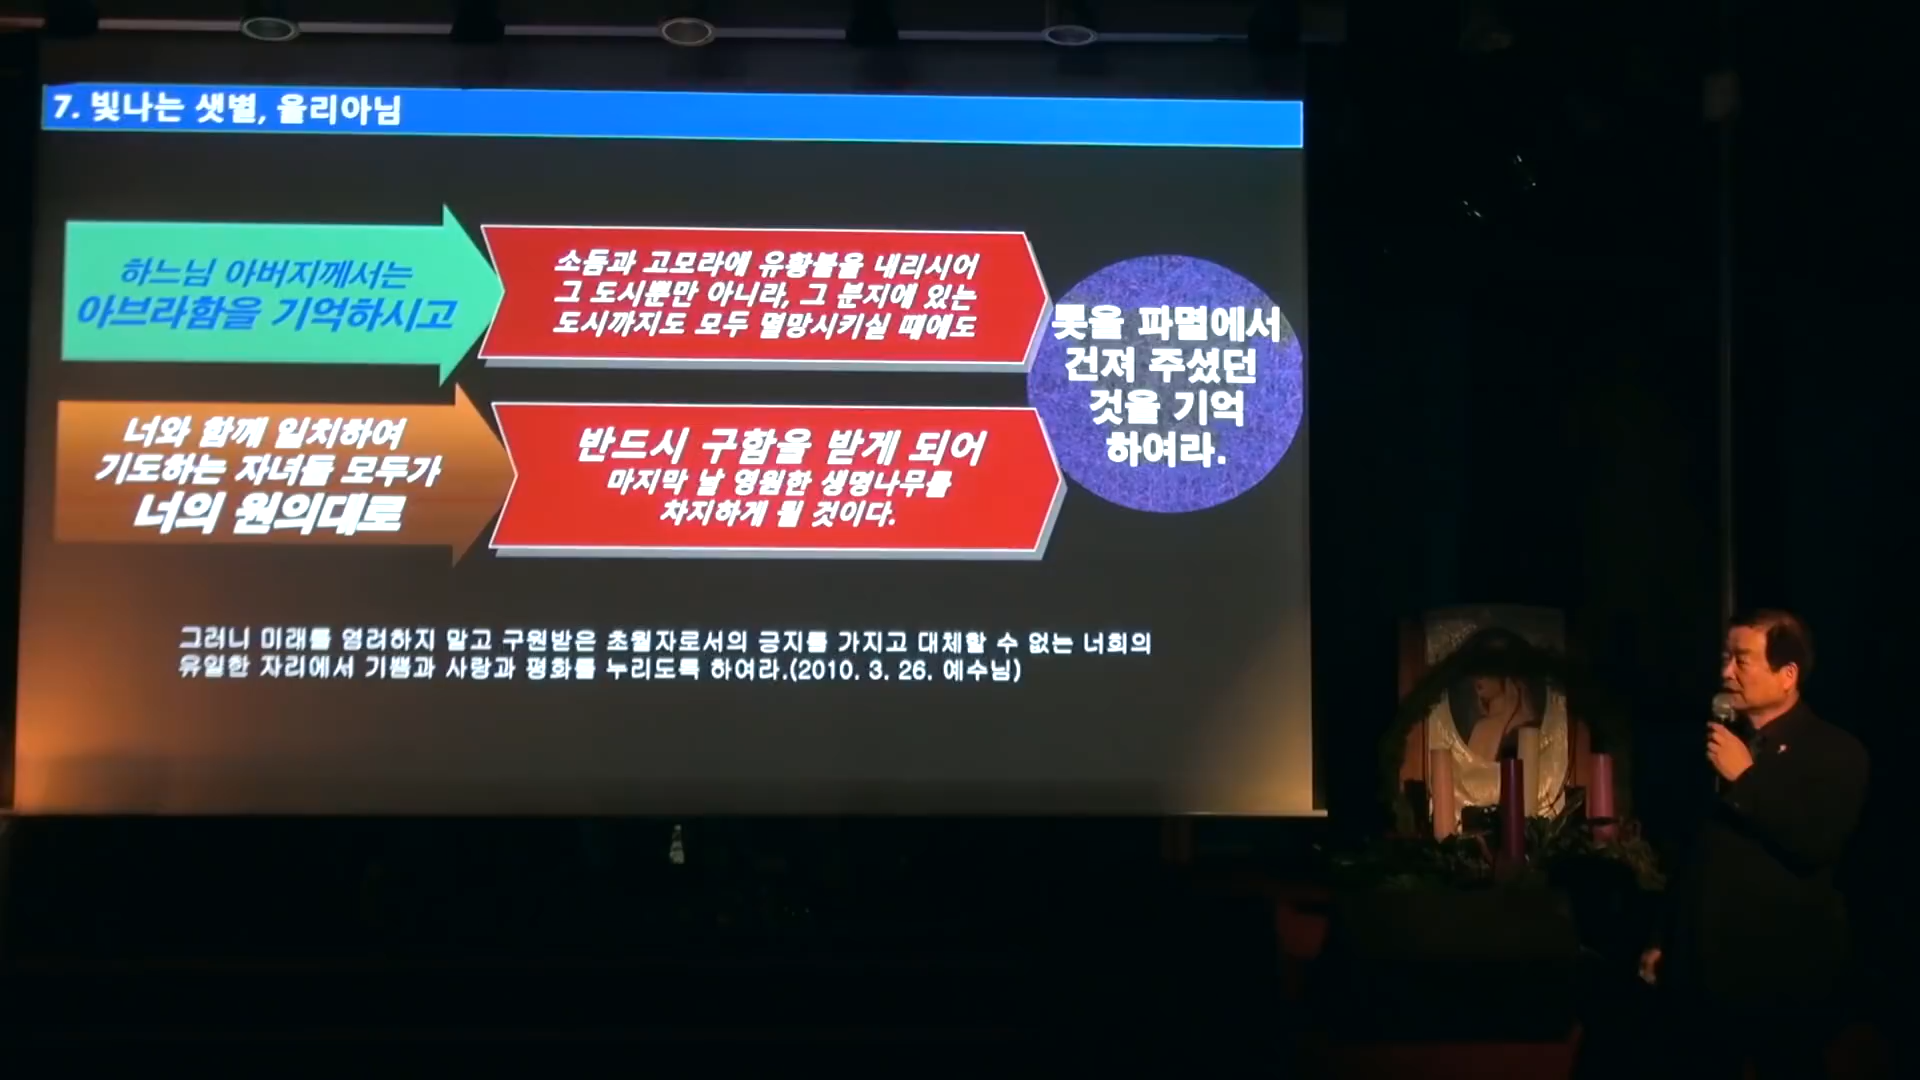 7. 빛나는 샛별, 율리아님
하느님 아버지께서는
아브라함을 기억하시고
소돔과 고모라에 유황불을 내리시어
그 도시뿐만 아니라, 그 분지에 있는
도시까지도 모두 멸망시키실 때에도
롯을 파멸에서
건져 주셨던
것을 기억
하여라.
너와 함께 일치하여
기도하는 자녀들 모두가
너의 원의대로
반드시 구함을 받게 되어
마지막 날 영원한 생명나무를
차지하게 될 것이다.
그러니 미래를 염려하지 말고 구원받은 초월자로서의 긍지를 가지고 대체할 수 없는 너희의
유일한 자리에서 기쁨과 사랑과 평화를 누리도록 하여라.(2010. 3. 26. 예수님)